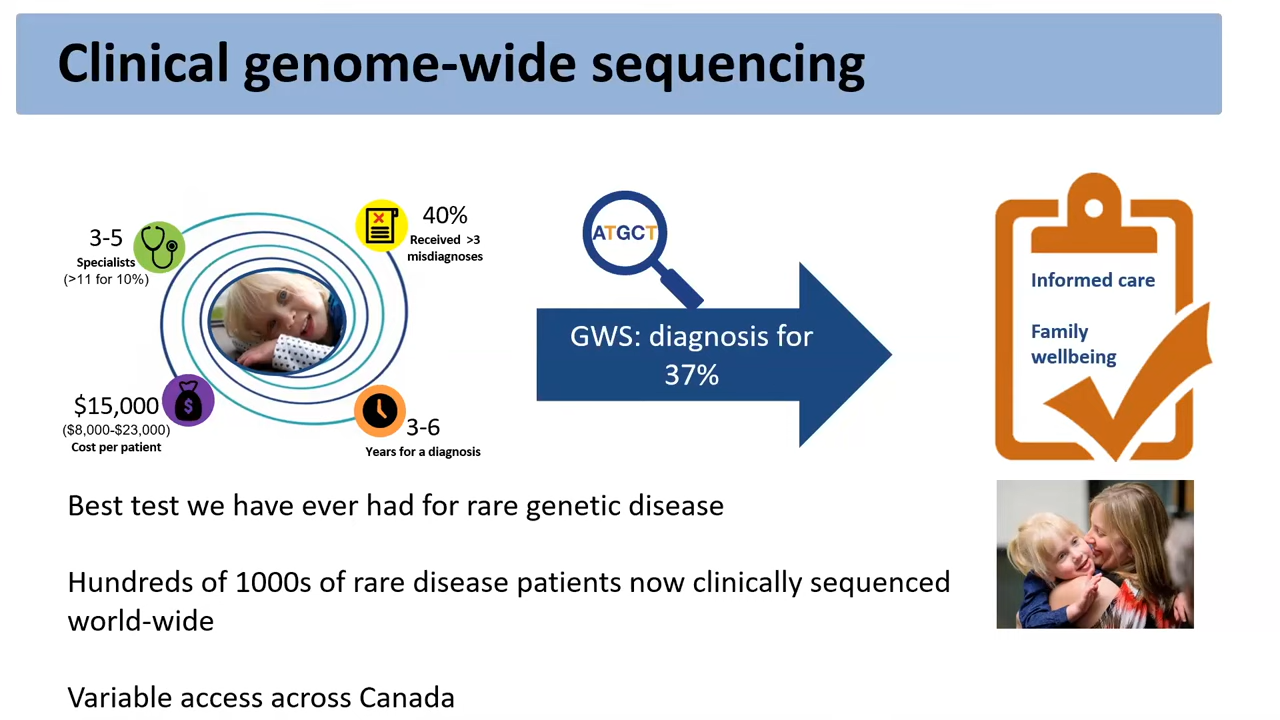 Clinical genome-wide sequencing
3-5
Specialists
(>11 for 10%)
40%
Received >3
misdiagnoses
$15,000
($8,000-$23,000)
Cost per patient
$
3-6
Years for a diagnosis
ATGCT
GWS: diagnosis for
37%
Informed care
Family
wellbeing
Best test we have ever had for rare genetic disease
Hundreds of 1000s of rare disease patients now clinically sequenced
world-wide
Variable access across Canada